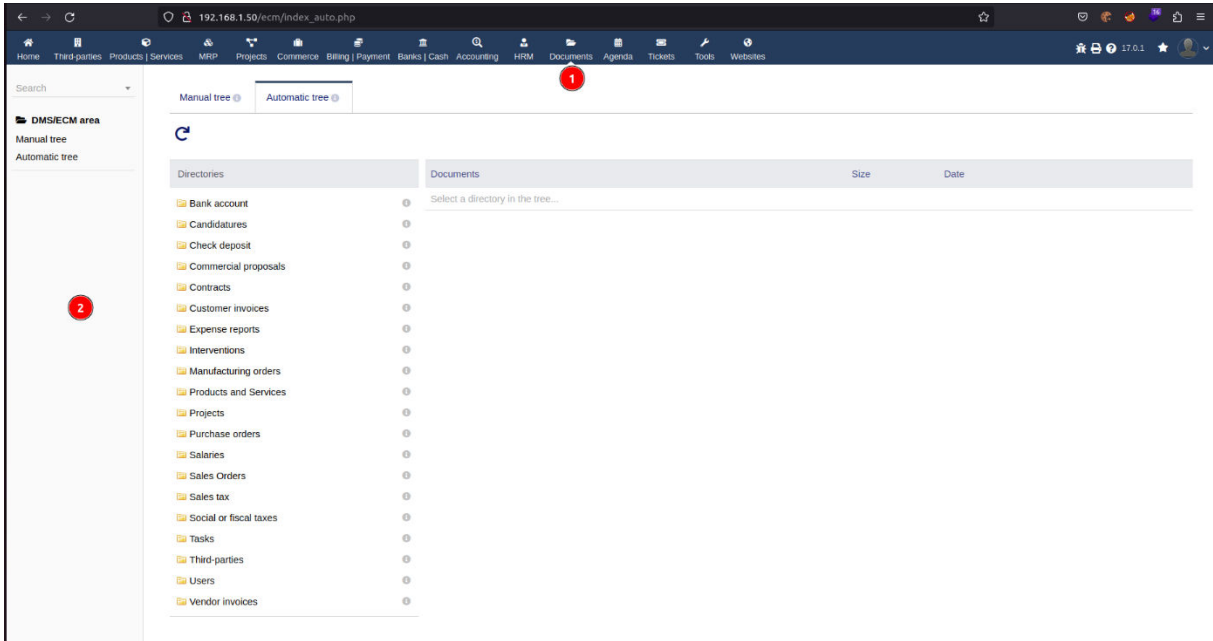 192.168.1.50/ecm/index_auto.php
16
Home Third-parties Products | Services MRP Projects Commerce Billing | Payment Banks | Cash Accounting HRM Documents Agenda Tickets Tools Websites
17.0.1
1
Search
Manual tree Automatic tree
DMS/ECM area
Manual tree
Automatic tree
Directories Documents Size Date
Bank account Select a directory in the tree...
Candidatures
Check deposit
Commercial proposals
Contracts
2
Customer invoices
Expense reports
Interventions
Manufacturing orders
Products and Services
Projects
Purchase orders
Salaries
Sales Orders
Sales tax
Social or fiscal taxes
Tasks
Third-parties
Users
Vendor invoices